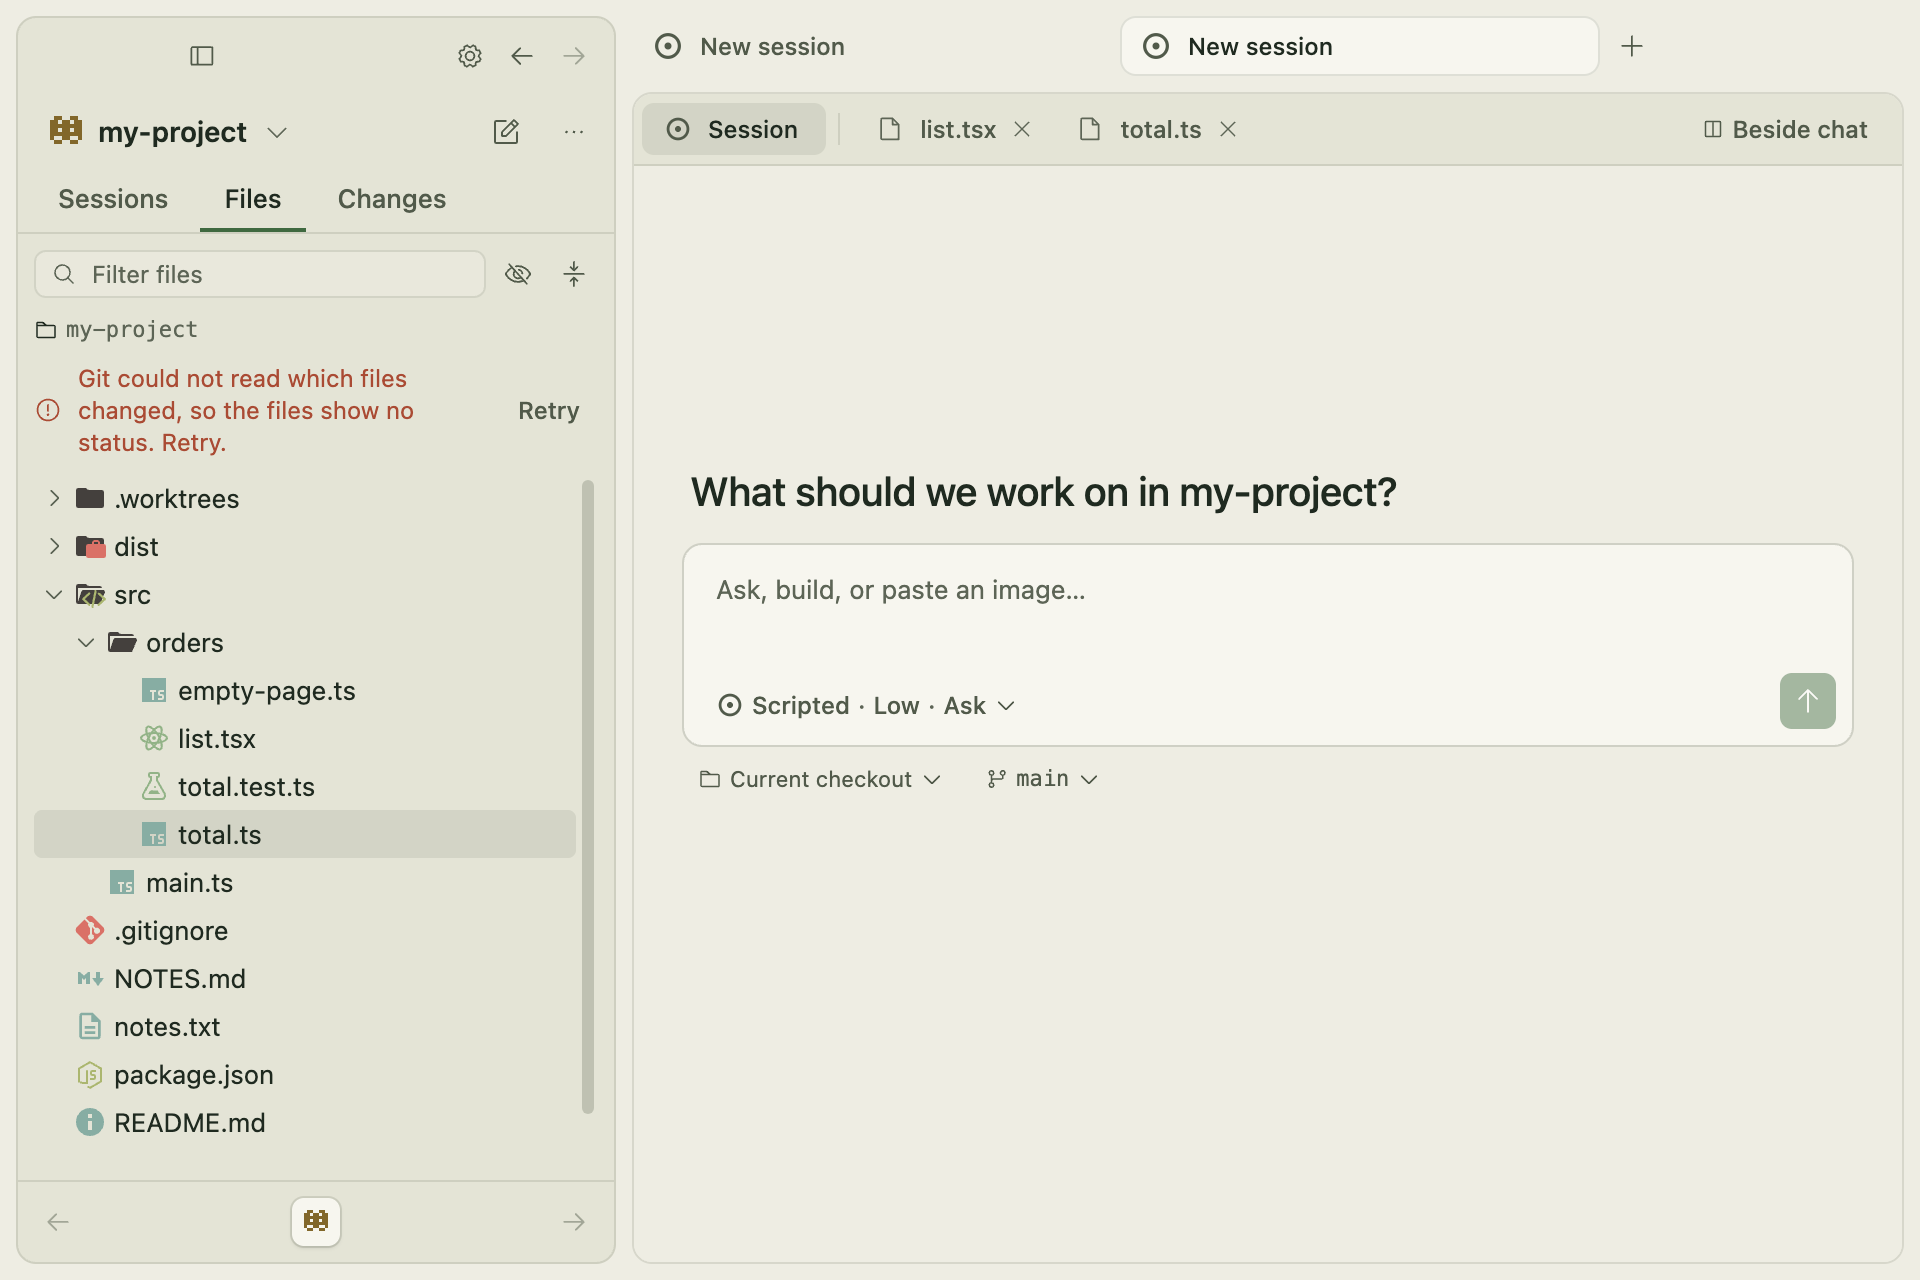 New session
New session
my-project
Sessions
Files
Changes
Filter files
my-project
Git could not read which files
changed, so the files show no
status. Retry.
Retry
.worktrees
dist
src
orders
empty-page.ts
list.tsx
total.test.ts
total.ts
main.ts
.gitignore
NOTES.md
notes.txt
package.json
README.md
Session
list.tsx
total.ts
Beside chat
What should we work on in my-project?
Ask, build, or paste an image...
Scripted · Low · Ask
Current checkout
main